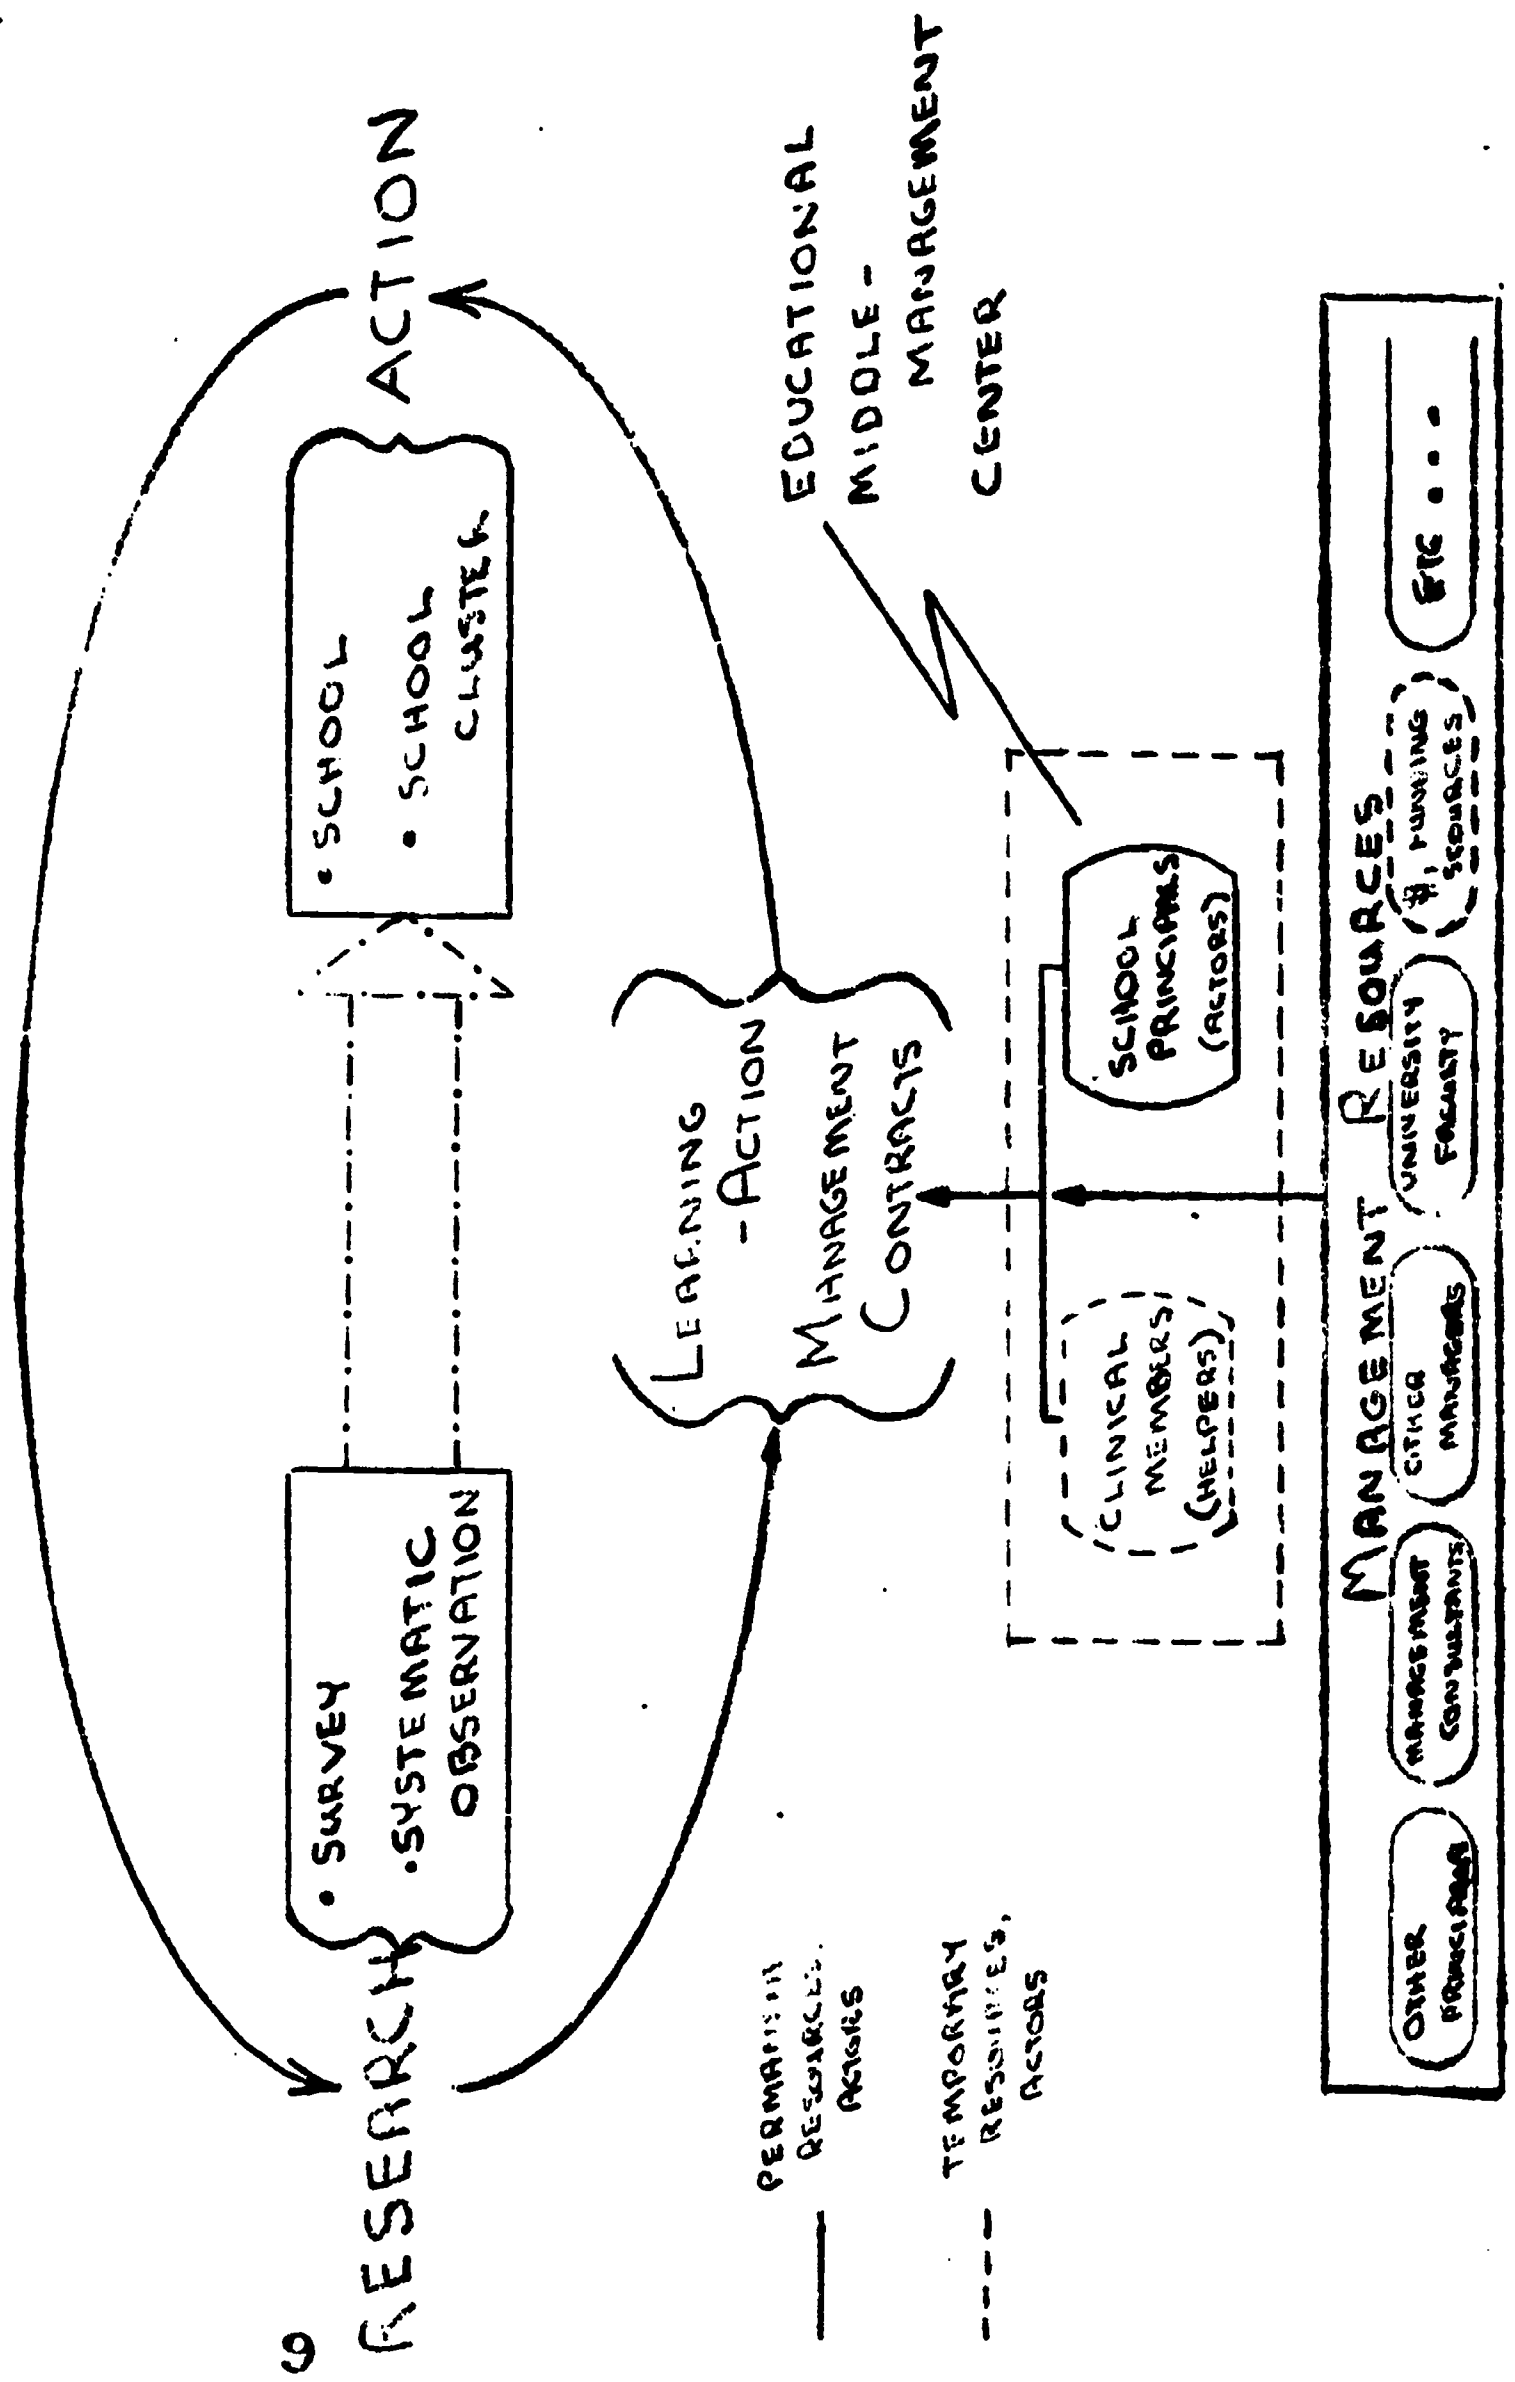 9
RESEARCH
• SURVEY
• SYSTEMATIC
OBSERVATION
• SCHOOL
• SCHOOL
CLUSTER
ACTION
LEARNING
-ACTION
MANAGEMENT
CONTRACTS
EDUCATIONAL
MIDDLE-
MANAGEMENT
CENTER
ACTORS
TEMPORARY
RESOURCES,
ACTORS
CLINICAL
MEMBERS
(HELPERS)
SCHOOL
PRINCIPALS
(ACTORS)
MANAGEMENT RESOURCES
OTHER
PRINCIPALS
MANAGEMENT
CONSULTANTS
OTHER
MANAGERS
UNIVERSITY
FACULTY
$, FUNDING
SOURCES
ETC....